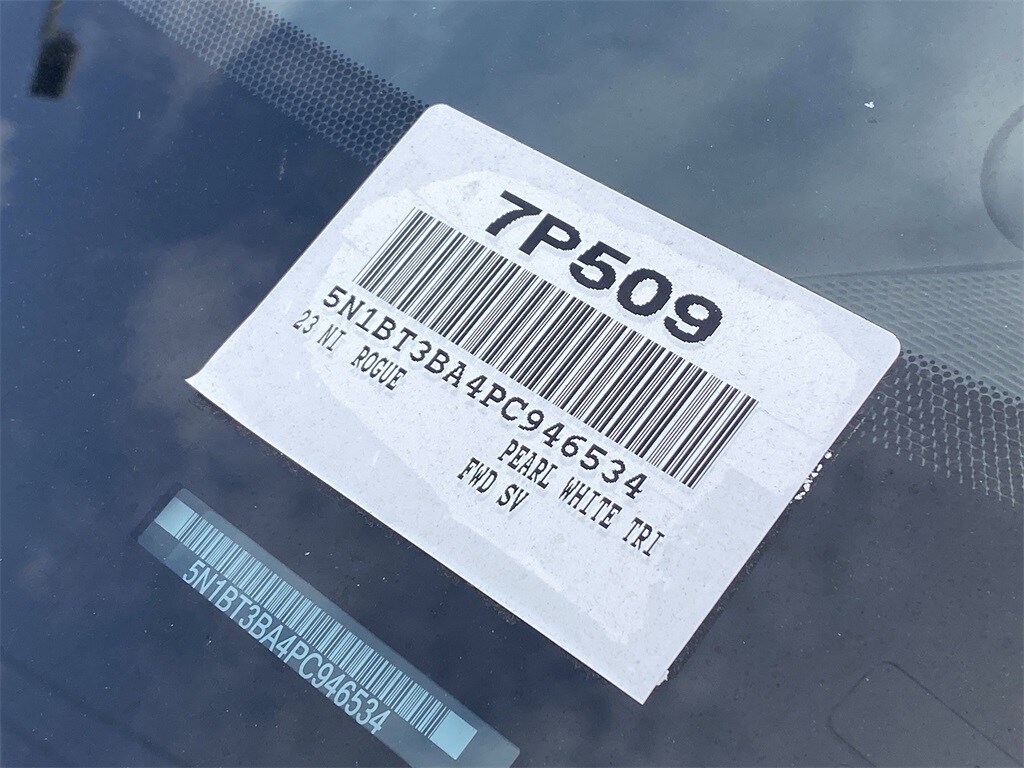 7P509
5N1BT3BA4PC946534
23 NI ROGUE
PEARL WHITE TRI
FWD SV
5N1BT3BA4PC946534